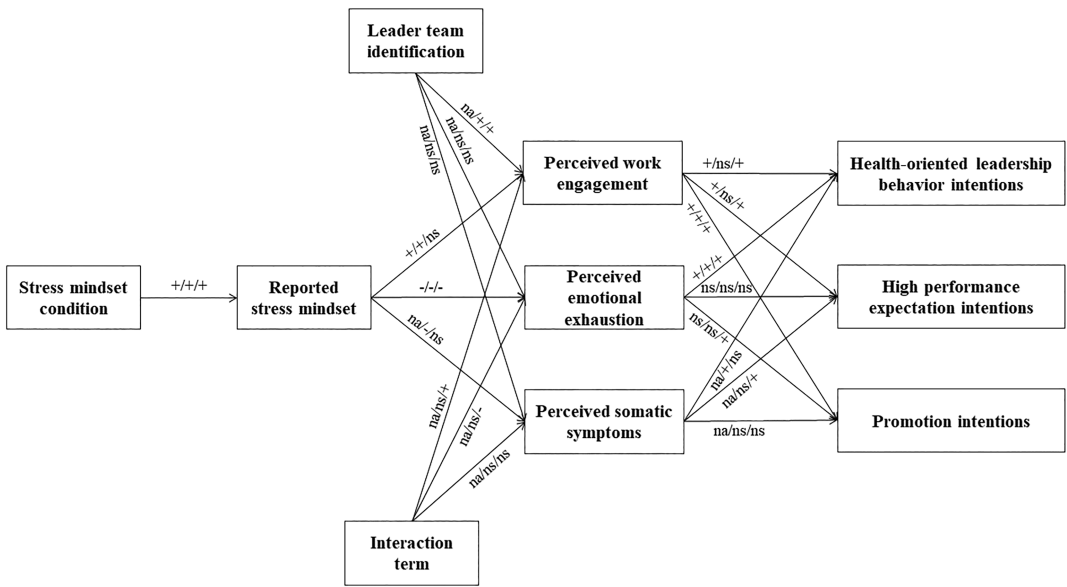 Leader team
identification
na/+/+
na/ns/ns
na/ns/ns
Perceived work
engagement
+/ns/+
Health-oriented leadership
behavior intentions
+/ns/+
+/+/+
+/+/ns
Stress mindset
condition
+/+/+
Reported
stress mindset
-/-/-
Perceived
emotional
exhaustion
+/+/+
ns/ns/ns
High performance
expectation intentions
na/-/ns
ns/ns/+
na/+/ns
na/ns/+
na/ns/+
na/ns/-
na/ns/ns
Perceived somatic
symptoms
na/ns/ns
Promotion intentions
Interaction
term